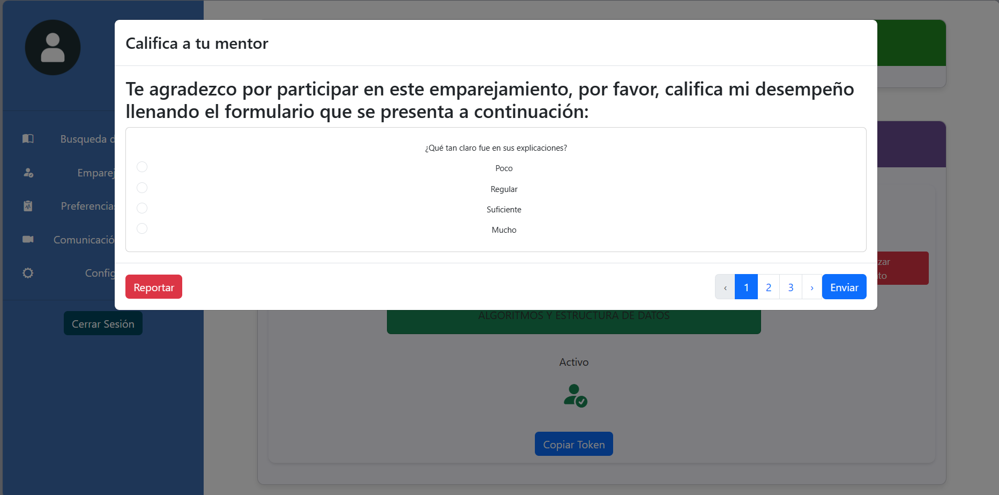 Califica a tu mentor
Te agradezco por participar en este emparejamiento, por favor, califica mi desempeño
llenando el formulario que se presenta a continuación:
¿Qué tan claro fue en sus explicaciones?
Poco
Regular
Suficiente
Mucho
Reportar
‹ 1 2 3 › Enviar
Busqueda
Emparej
Preferencias
Comunicació
Config
Cerrar Sesión
zar
to
ALGORITMOS Y ESTRUCTURA DE DATOS
Activo
Copiar Token